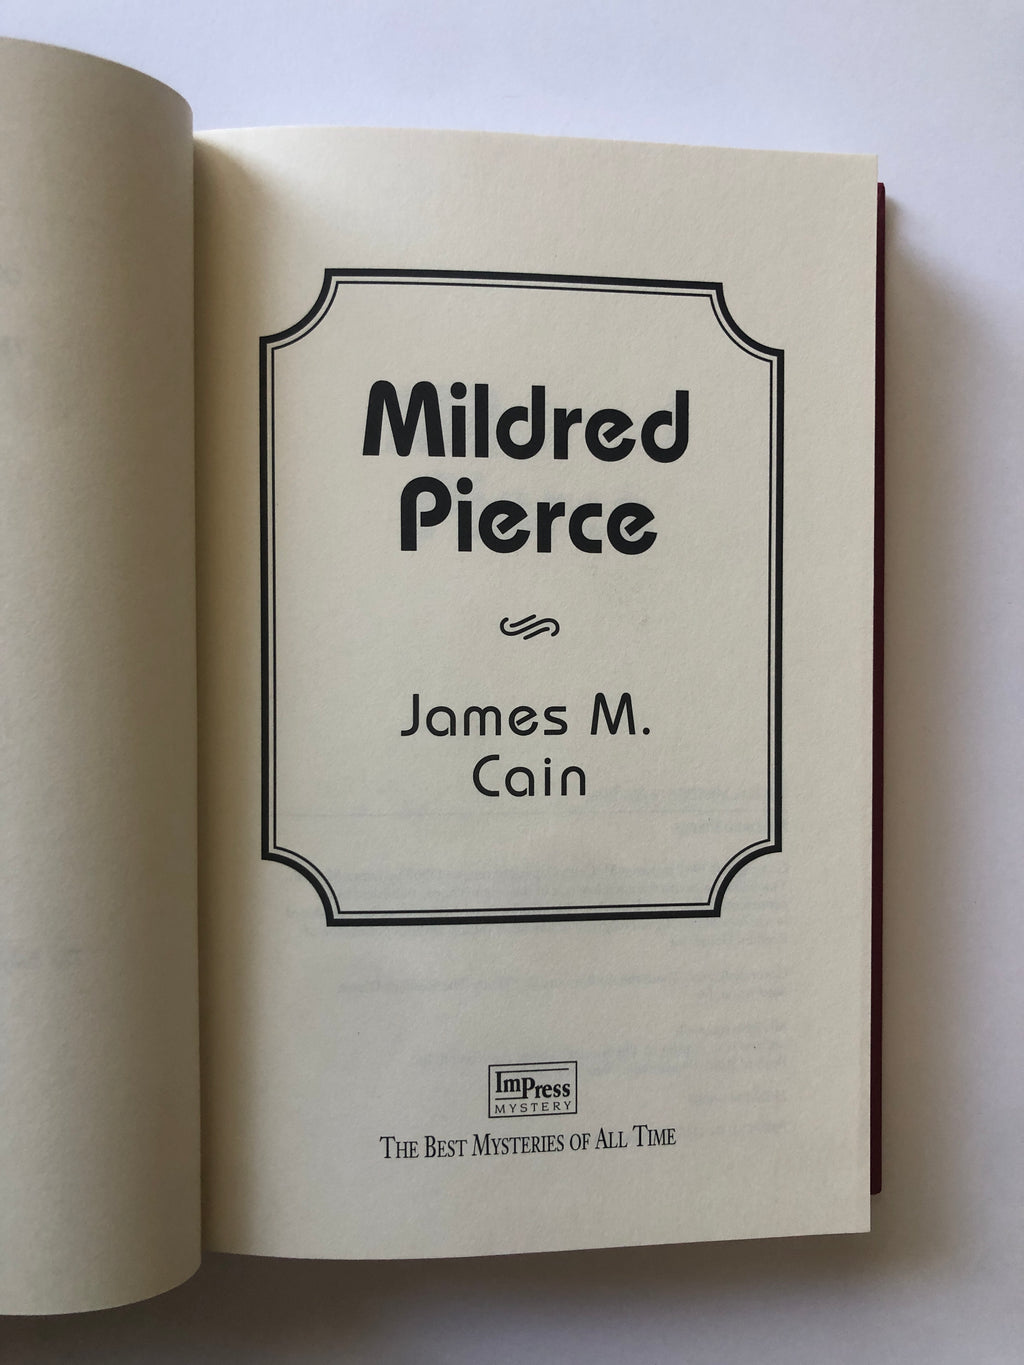 Mildred
Pierce
James M.
Cain
ImPress
MYSTERY
THE BEST MYSTERIES OF ALL TIME